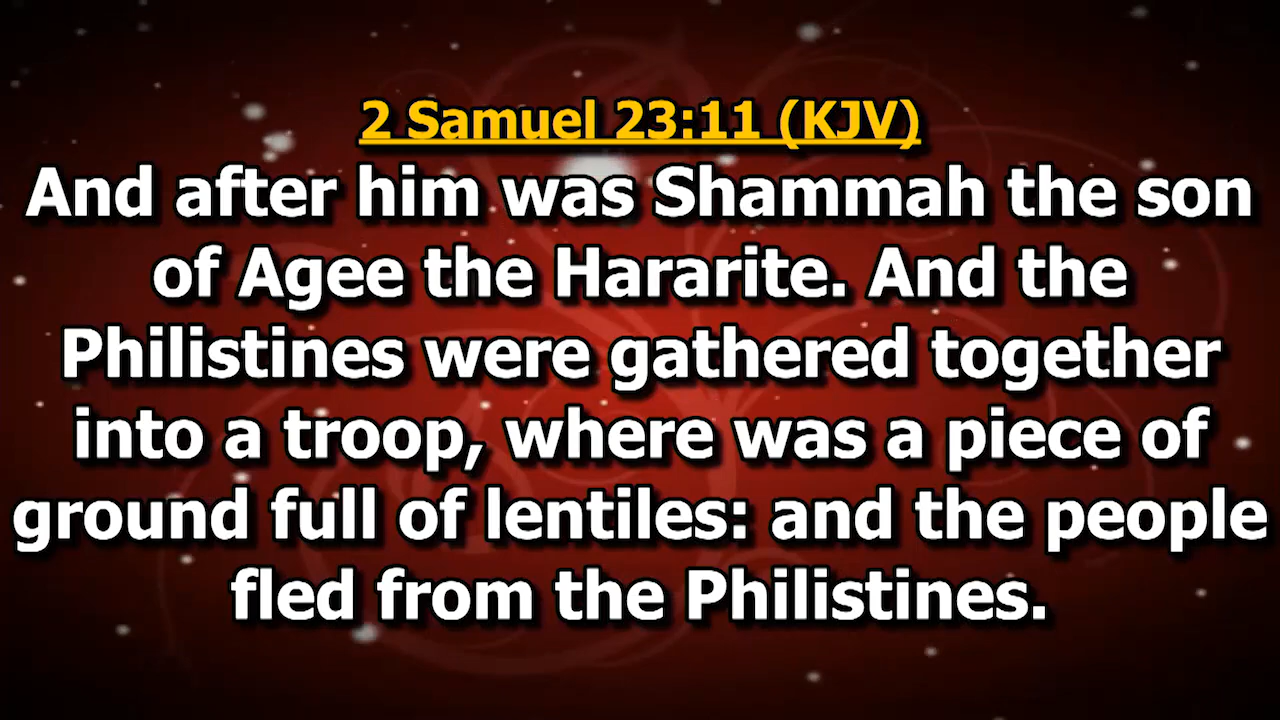 2 Samuel 23:11 (KJV)
And after him was Shammah the son
of Agee the Hararite. And the
Philistines were gathered together
into a troop, where was a piece of
ground full of lentiles: and the people
fled from the Philistines.